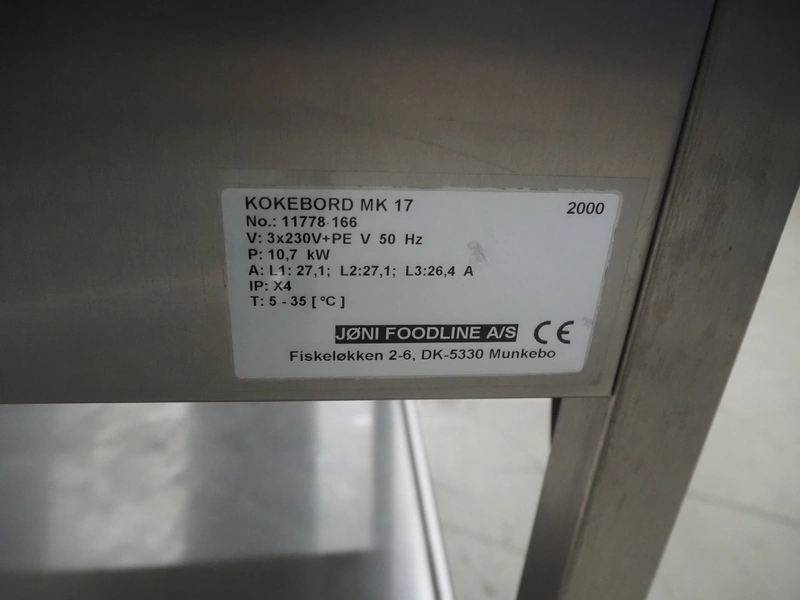 KOKEBORD MK 17 2000
No.: 11778 166
V: 3x230V+PE V 50 Hz
P: 10,7 kW
A: L1: 27,1; L2:27,1; L3:26,4 A
IP: X4
T: 5 - 35 [ °C ]
JØNI FOODLINE A/S CE
Fiskeløkken 2-6, DK-5330 Munkebo